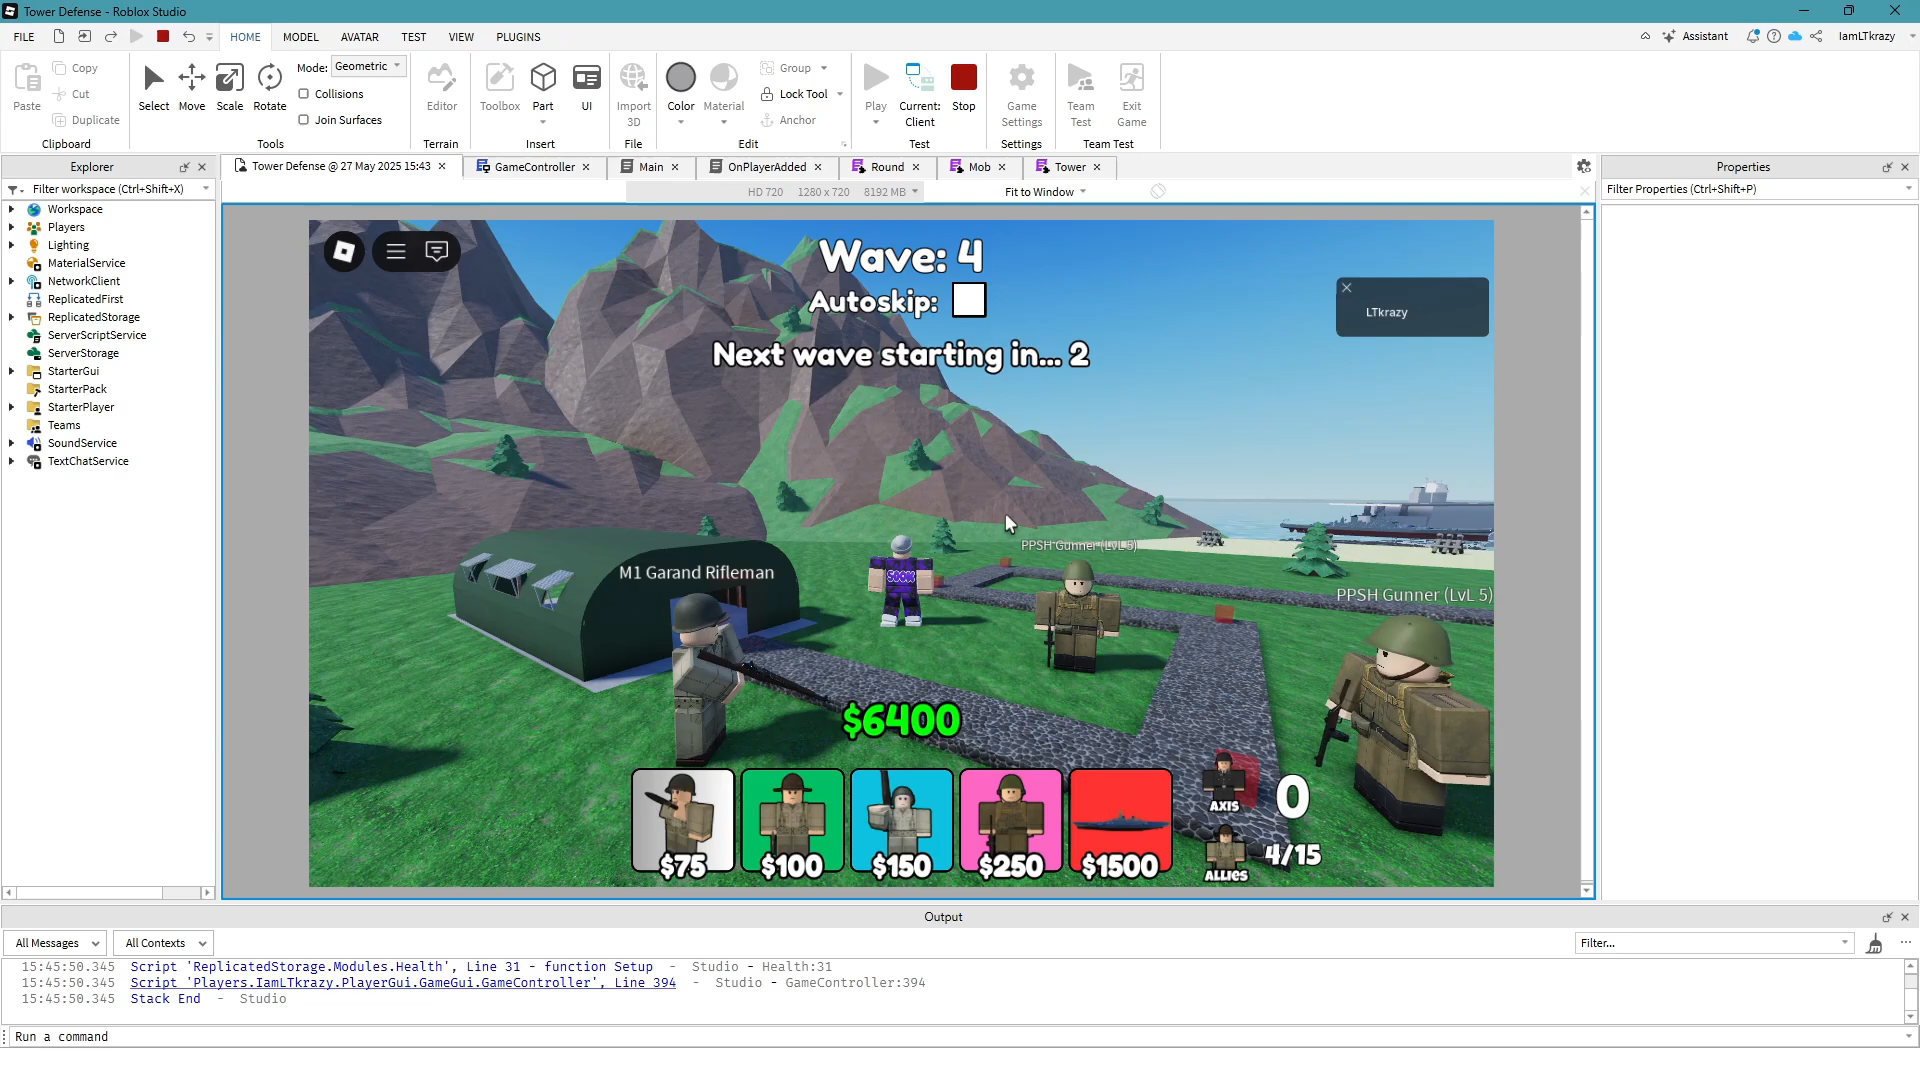 Tower Defense - Roblox Studio
FILE
HOME
MODEL
AVATAR
TEST
VIEW
PLUGINS
Assistant
IamLTkrazy
Paste
Copy
Cut
Duplicate
Clipboard
Select
Move
Scale
Rotate
Mode:
Geometric
Collisions
Join Surfaces
Tools
Editor
Terrain
Toolbox
Part
UI
Insert
Import
3D
File
Color
Material
Group
Lock Tool
Anchor
Edit
Play
Current:
Client
Stop
Test
Game
Settings
Settings
Team
Test
Exit
Game
Team Test
Explorer
Tower Defense @ 27 May 2025 15:43
GameController
Main
OnPlayerAdded
Round
Mob
Tower
Properties
Filter workspace (Ctrl+Shift+X)
HD 720
1280 x 720
8192 MB
Fit to Window
Filter Properties (Ctrl+Shift+P)
Workspace
Players
Lighting
MaterialService
NetworkClient
ReplicatedFirst
ReplicatedStorage
ServerScriptService
ServerStorage
StarterGui
StarterPack
StarterPlayer
Teams
SoundService
TextChatService
Wave: 4
Autoskip:
Next wave starting in... 2
LTkrazy
PPSH Gunner (LvL 5)
M1 Garand Rifleman
SOON
PPSH Gunner (LvL 5)
$6400
$75
$100
$150
$250
$1500
AXIS
0
ALLIES
4/15
Output
All Messages
All Contexts
Filter...
15:45:50.345 Script 'ReplicatedStorage.Modules.Health', Line 31 - function Setup - Studio - Health:31
15:45:50.345 Script 'Players.IamLTkrazy.PlayerGui.GameGui.GameController', Line 394 - Studio - GameController:394
15:45:50.345 Stack End - Studio
Run a command